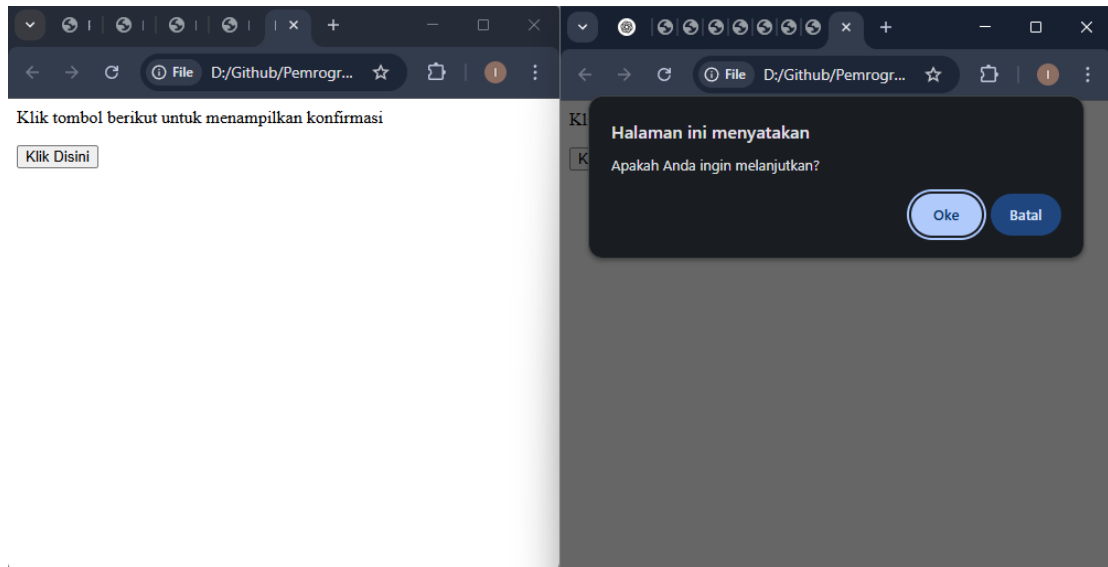 File D:/Github/Pemrogr...
Klik tombol berikut untuk menampilkan konfirmasi
Klik Disini
File D:/Github/Pemrogr...
Kl
K
Halaman ini menyatakan
Apakah Anda ingin melanjutkan?
Oke Batal